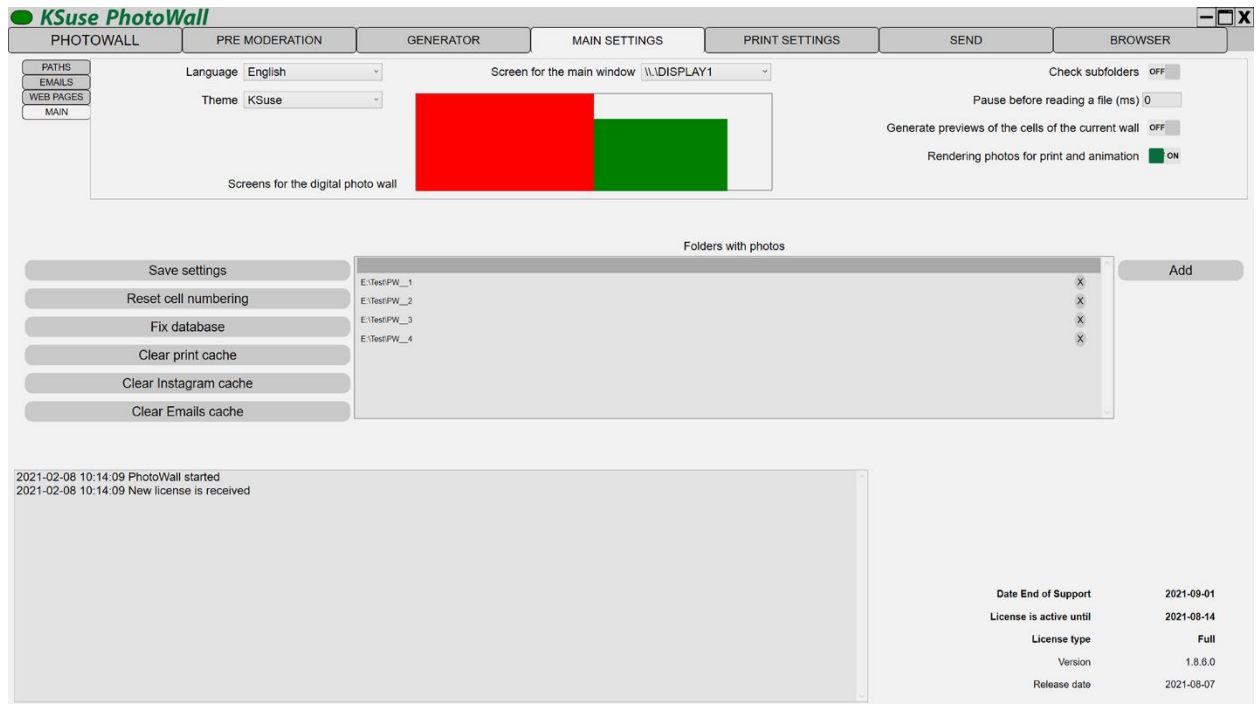 KSuse PhotoWall
PHOTOWALL PRE MODERATION GENERATOR MAIN SETTINGS PRINT SETTINGS SEND BROWSER
PATHS
EMAILS
WEB PAGES
MAIN
Language English
Theme KSuse
Screens for the digital photo wall
Screen for the main window \\.\DISPLAY1
Check subfolders OFF
Pause before reading a file (ms) 0
Generate previews of the cells of the current wall OFF
Rendering photos for print and animation ON
Save settings
Reset cell numbering
Fix database
Clear print cache
Clear Instagram cache
Clear Emails cache
Folders with photos
E:\Test\PW__1 X
E:\Test\PW__2 X
E:\Test\PW__3 X
E:\Test\PW__4 X
Add
2021-02-08 10:14:09 PhotoWall started
2021-02-08 10:14:09 New license is received
Date End of Support 2021-09-01
License is active until 2021-08-14
License type Full
Version 1.8.6.0
Release date 2021-08-07